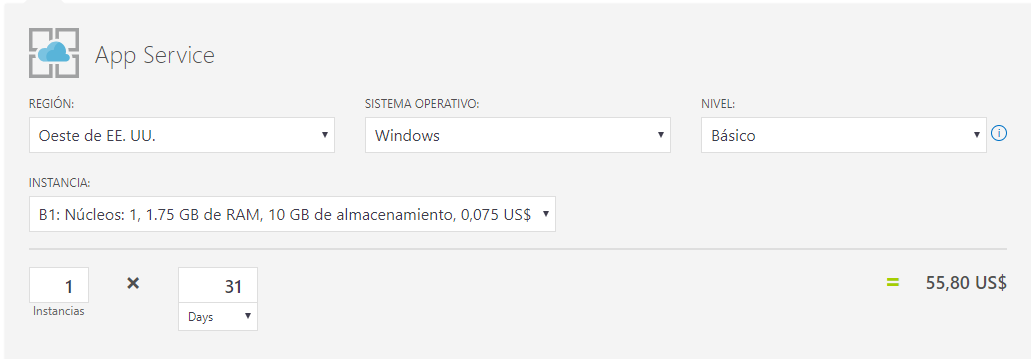 App Service
REGIÓN: SISTEMA OPERATIVO: NIVEL:
Oeste de EE. UU. Windows Básico
INSTANCIA:
B1: Núcleos: 1, 1.75 GB de RAM, 10 GB de almacenamiento, 0,075 US$
1 × 31 = 55,80 US$
Instancias Days